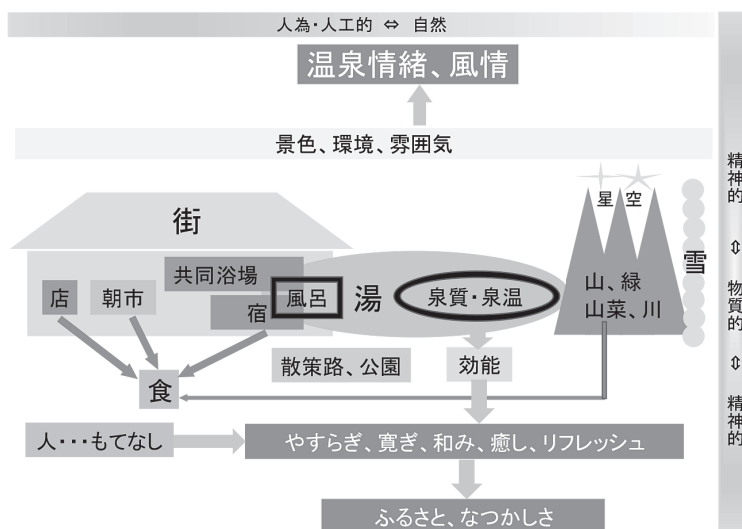 人為・人工的 ⇔ 自然
温泉情緒、風情
景色、環境、雰囲気
星 空
街
雪
共同浴場
店
朝市
宿
風呂
湯
泉質・泉温
山、緑
山菜、川
散策路、公園
効能
食
人・・・もてなし
やすらぎ、寛ぎ、和み、癒し、リフレッシュ
ふるさと、なつかしさ
精神的 ⇔ 物質的 ⇔ 精神的